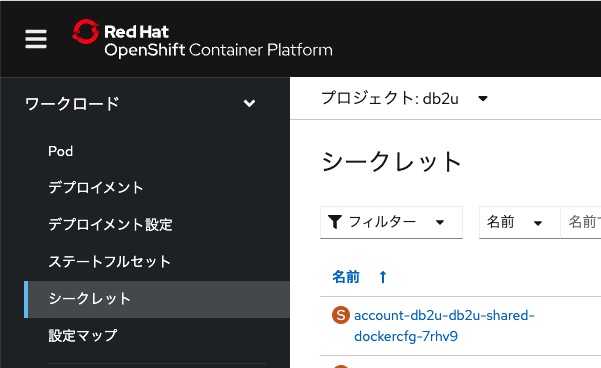 Red Hat
OpenShift Container Platform
ワークロード
Pod
デプロイメント
デプロイメント設定
ステートフルセット
シークレット
設定マップ
プロジェクト: db2u
シークレット
フィルター
名前
名前
名前
S account-db2u-db2u-shared-
dockercfg-7rhv9